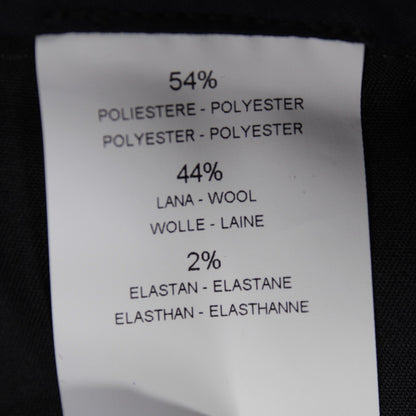 54%
POLIESTERE - POLYESTER
POLYESTER - POLYESTER
44%
LANA - WOOL
WOLLE - LAINE
2%
ELASTAN - ELASTANE
ELASTHAN - ELASTHANNE